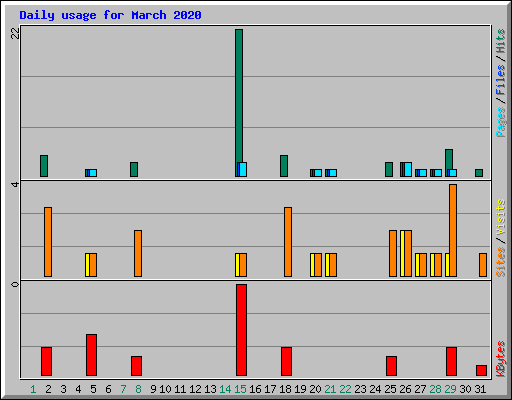 Daily usage for March 2020
22
4
0
Pages / Files / Hits
Sites / Visits
KBytes
1 2 3 4 5 6 7 8 9 10 11 12 13 14 15 16 17 18 19 20 21 22 23 24 25 26 27 28 29 30 31